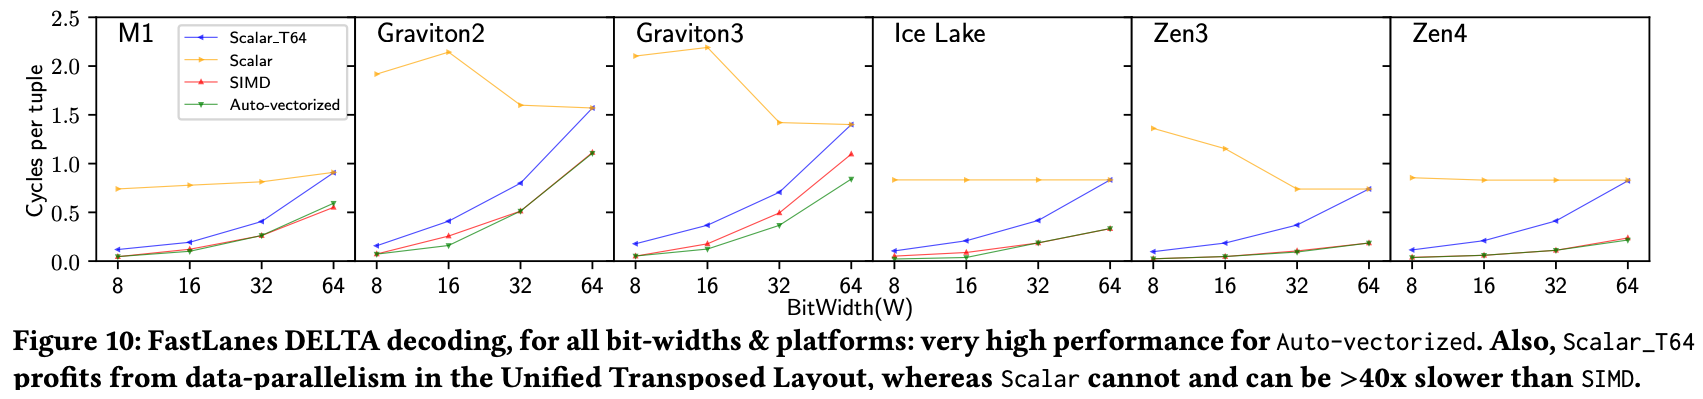 2.5
2.0
1.5
1.0
0.5
0.0
Cycles per tuple
M1
Scalar_T64
Scalar
SIMD
Auto-vectorized
Graviton2
Graviton3
Ice Lake
Zen3
Zen4
8 16 32 64 8 16 32 64 8 16 32 64 8 16 32 64 8 16 32 64 8 16 32 64
BitWidth(W)
Figure 10: FastLanes DELTA decoding, for all bit-widths & platforms: very high performance for Auto-vectorized. Also, Scalar_T64
profits from data-parallelism in the Unified Transposed Layout, whereas Scalar cannot and can be >40x slower than SIMD.